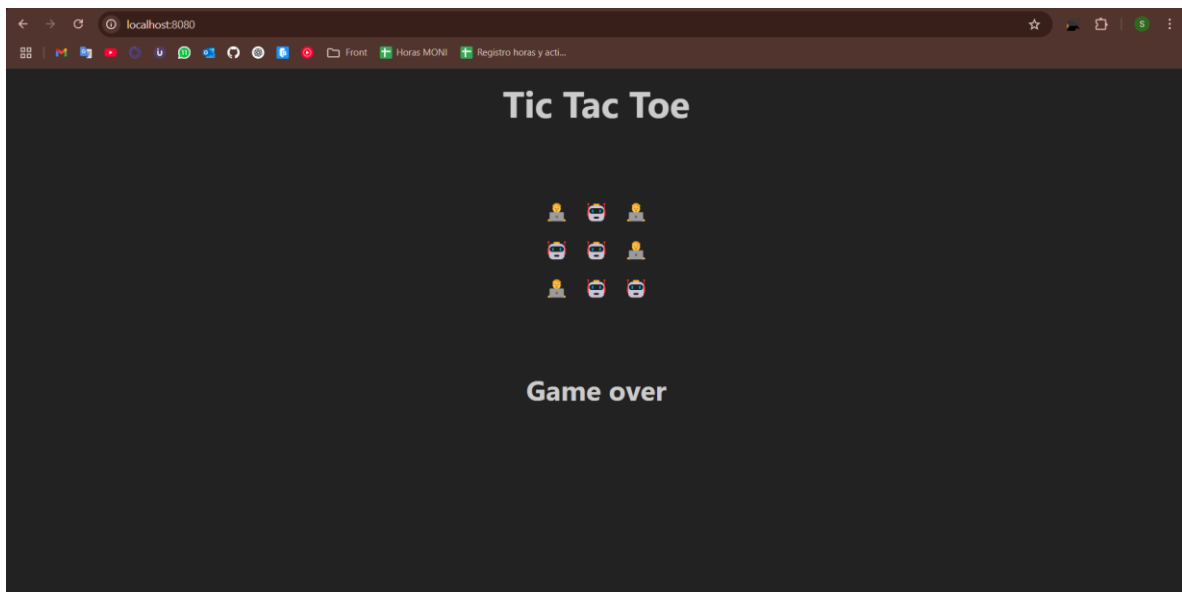 localhost:8080
S
Front Horas MONI Registro horas y acti...
Tic Tac Toe
Game over